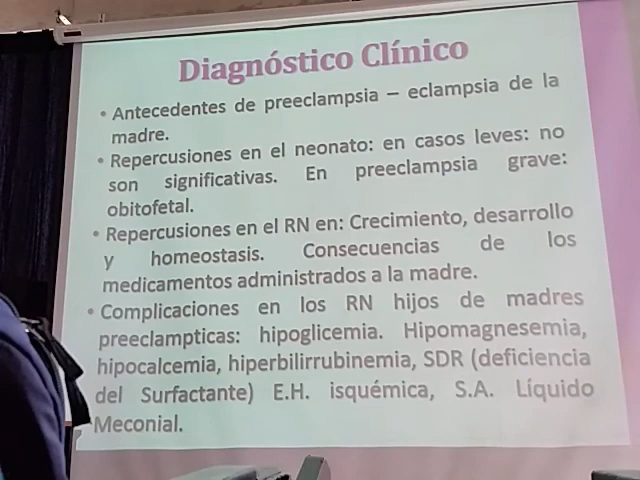 Diagnóstico Clínico
• Antecedentes de preeclampsia – eclampsia de la
madre.
• Repercusiones en el neonato: en casos leves: no
son significativas. En preeclampsia grave:
obitofetal.
• Repercusiones en el RN en: Crecimiento, desarrollo
y homeostasis. Consecuencias de los
medicamentos administrados a la madre.
• Complicaciones en los RN hijos de madres
preeclampticas: hipoglicemia. Hipomagnesemia,
hipocalcemia, hiperbilirrubinemia, SDR (deficiencia
del Surfactante) E.H. isquémica, S.A. Líquido
Meconial.